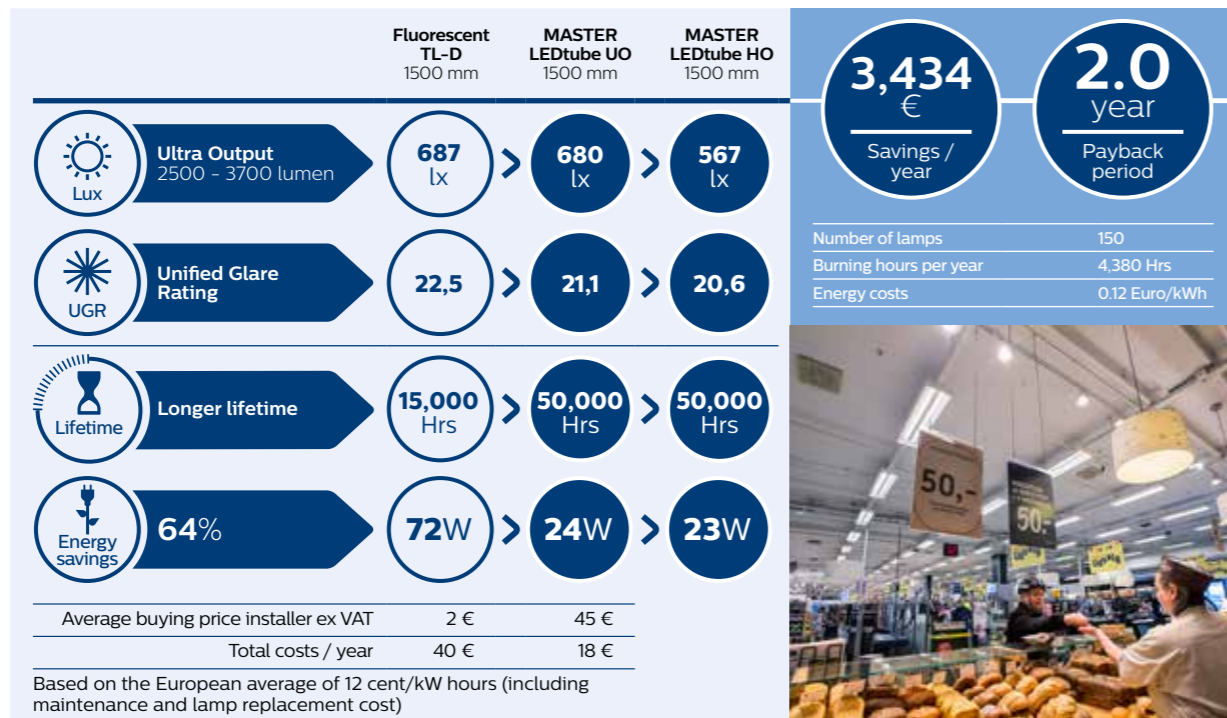 Fluorescent
TL-D
1500 mm
MASTER
LEDtube UO
1500 mm
MASTER
LEDtube HO
1500 mm
Lux
Ultra Output
2500 - 3700 lumen
687
lx
>
680
lx
>
567
lx
UGR
Unified Glare
Rating
22,5
>
21,1
>
20,6
Lifetime
Longer lifetime
15,000
Hrs
>
50,000
Hrs
>
50,000
Hrs
Energy
savings
64%
72W
>
24W
>
23W
Average buying price installer ex VAT 2 € 45 €
Total costs / year 40 € 18 €
Based on the European average of 12 cent/kW hours (including
maintenance and lamp replacement cost)
3,434
€
Savings /
year
2.0
year
Payback
period
Number of lamps 150
Burning hours per year 4,380 Hrs
Energy costs 0.12 Euro/kWh
50,-
50,-